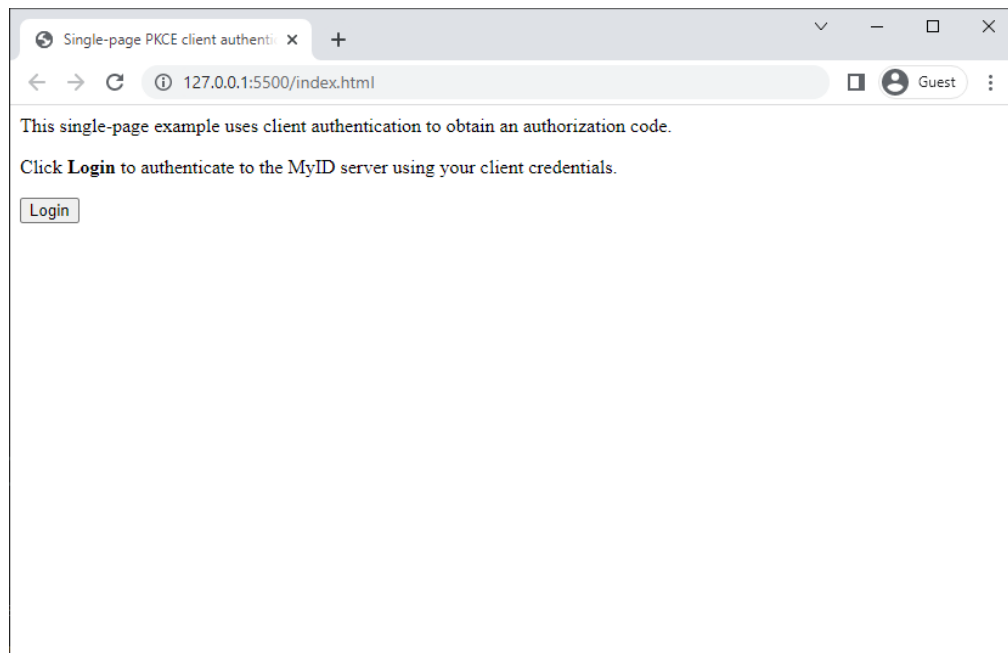 Single-page PKCE client authenti
127.0.0.1:5500/index.html
Guest
This single-page example uses client authentication to obtain an authorization code.
Click Login to authenticate to the MyID server using your client credentials.
Login